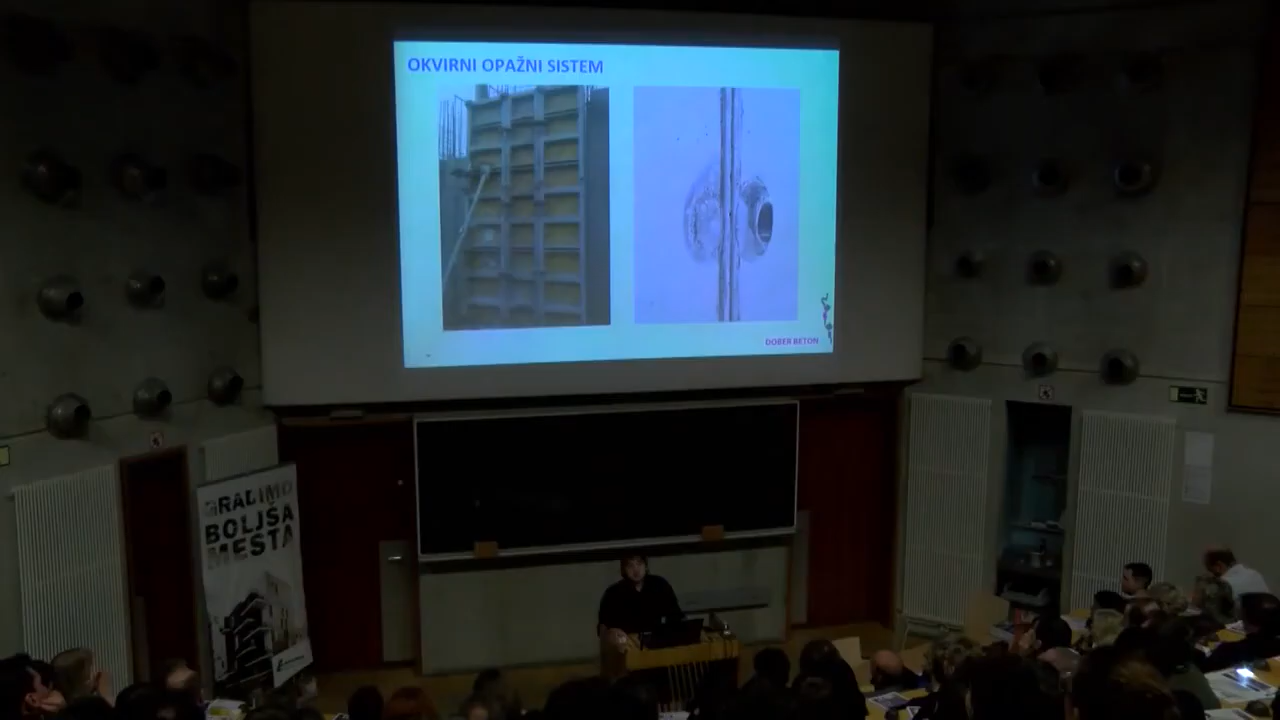 OKVIRNI OPAŽNI SISTEM
DOBER BETON
GRADIMO
BOLJŠA
MESTA